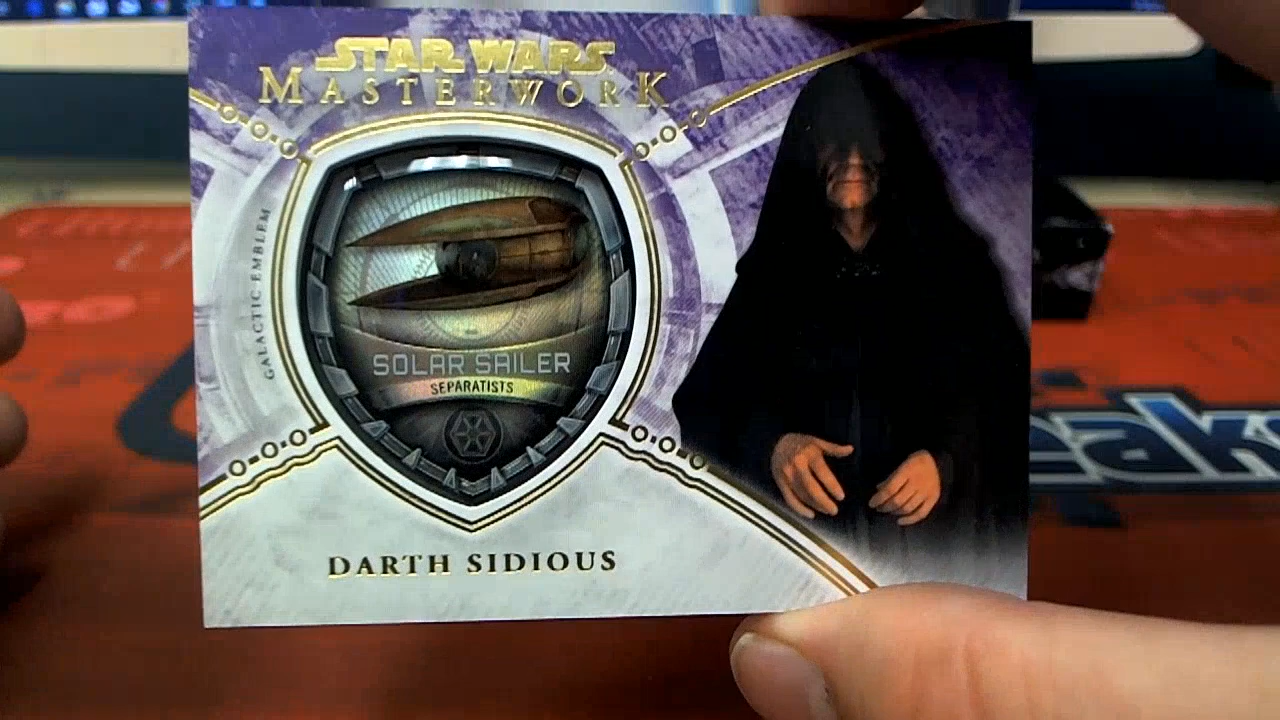 STAR WARS
MASTERWORK
GALACTIC EMBLEM
SOLAR SAILER
SEPARATISTS
DARTH SIDIOUS